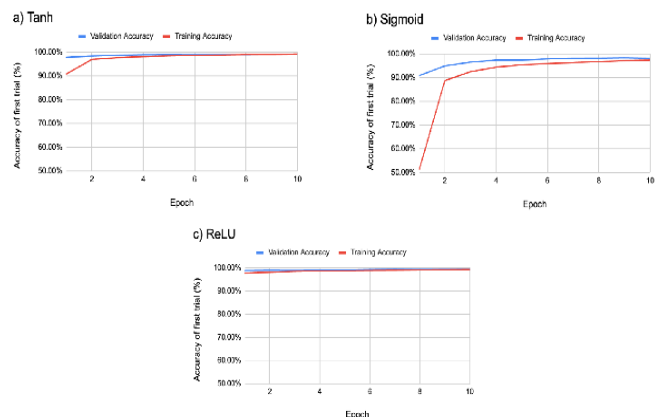 a) Tanh
Validation Accuracy Training Accuracy
Accuracy of first trial (%)
100.00%
90.00%
80.00%
70.00%
60.00%
50.00%
2 4 6 8 10
Epoch
b) Sigmoid
Validation Accuracy Training Accuracy
Accuracy of first trial (%)
100.00%
90.00%
80.00%
70.00%
60.00%
50.00%
2 4 6 8 10
Epoch
c) ReLU
Validation Accuracy Training Accuracy
Accuracy of first trial (%)
100.00%
90.00%
80.00%
70.00%
60.00%
50.00%
2 4 6 8 10
Epoch